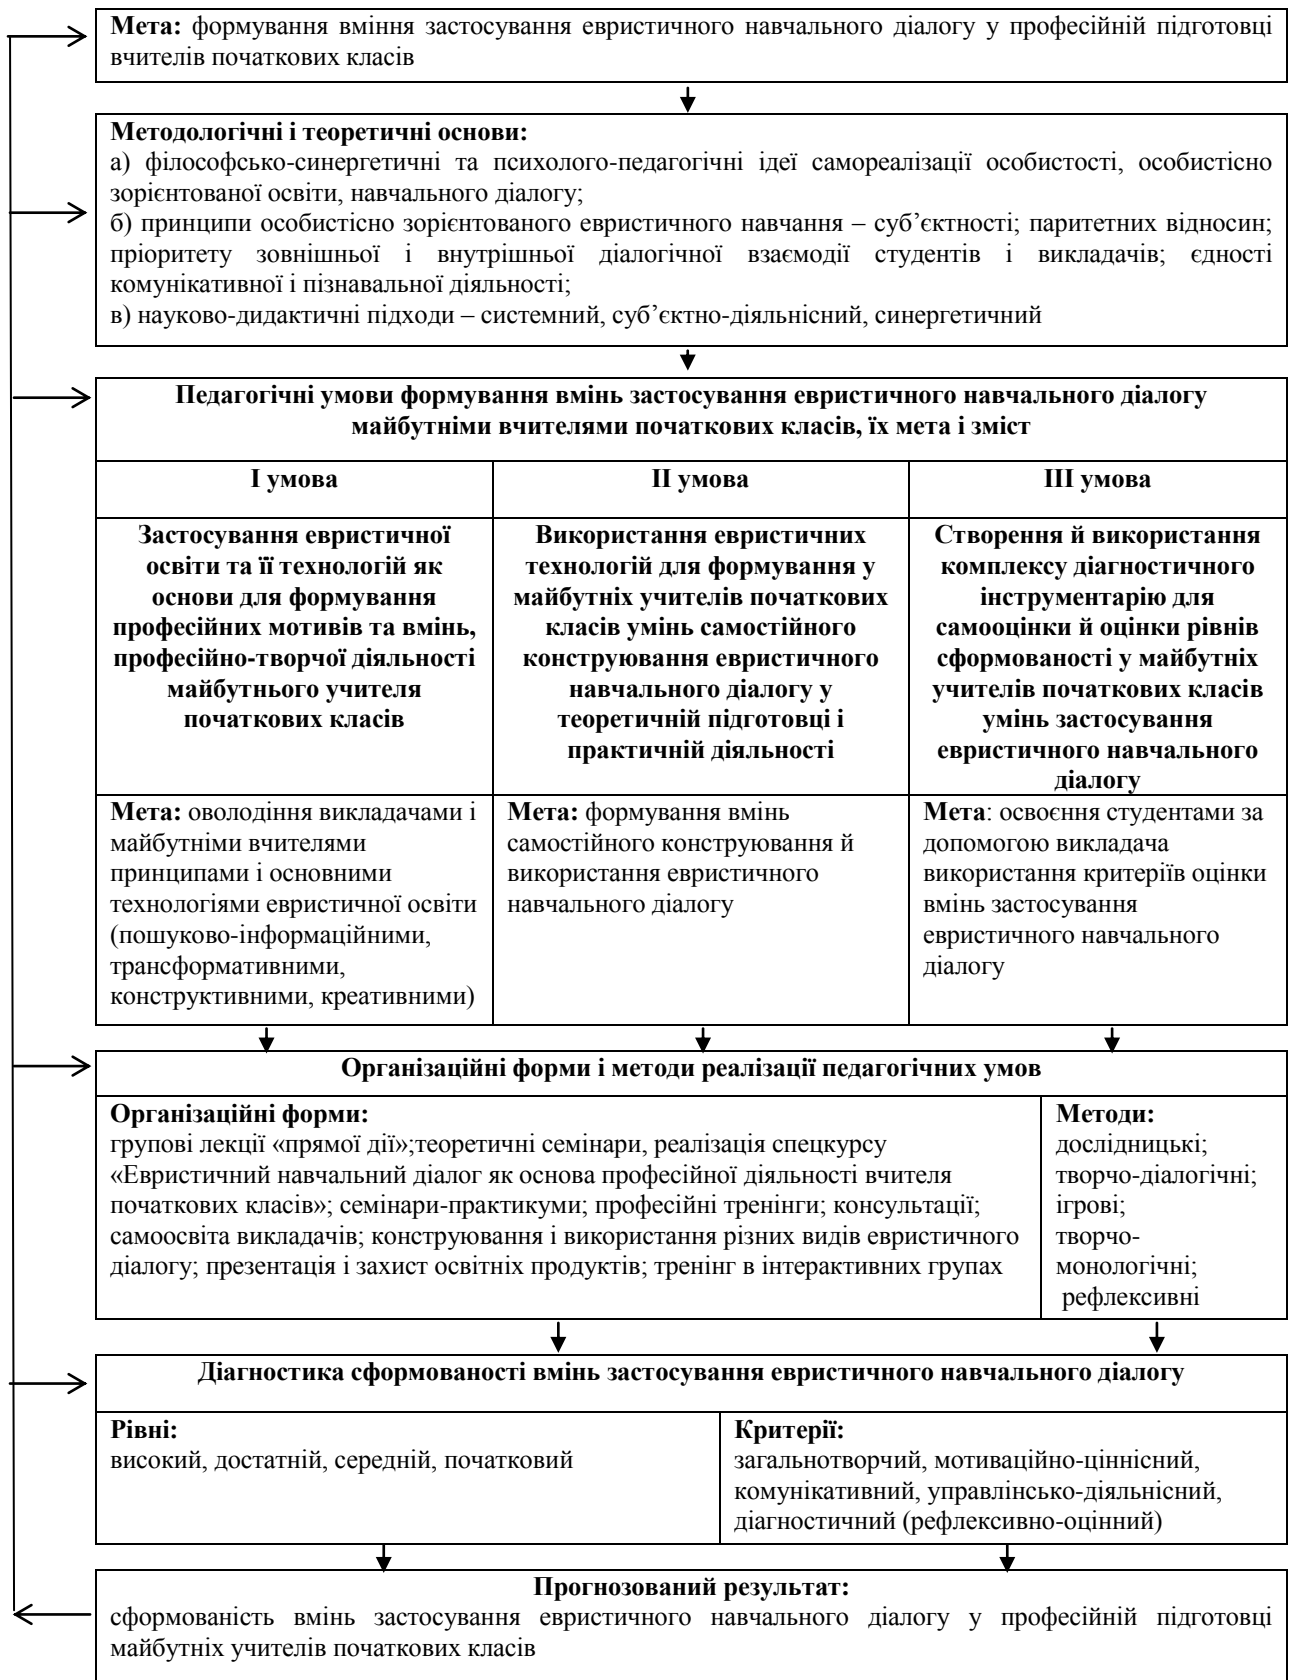 Мета: формування вміння застосування евристичного навчального діалогу у професійній підготовці
вчителів початкових класів
Методологічні і теоретичні основи:
а) філософсько-синергетичні та психолого-педагогічні ідеї самореалізації особистості, особистісно
зорієнтованої освіти, навчального діалогу;
б) принципи особистісно зорієнтованого евристичного навчання – суб’єктності; паритетних відносин;
пріоритету зовнішньої і внутрішньої діалогічної взаємодії студентів і викладачів; єдності
комунікативної і пізнавальної діяльності;
в) науково-дидактичні підходи – системний, суб’єктно-діяльнісний, синергетичний
Педагогічні умови формування вмінь застосування евристичного навчального діалогу
майбутніми вчителями початкових класів, їх мета і зміст
І умова
ІІ умова
ІІІ умова
Застосування евристичної
освіти та її технологій як
основи для формування
професійних мотивів та вмінь,
професійно-творчої діяльності
майбутнього учителя
початкових класів
Використання евристичних
технологій для формування у
майбутніх учителів початкових
класів умінь самостійного
конструювання евристичного
навчального діалогу у
теоретичній підготовці і
практичній діяльності
Створення й використання
комплексу діагностичного
інструментарію для
самооцінки й оцінки рівнів
сформованості у майбутніх
учителів початкових класів
умінь застосування
евристичного навчального
діалогу
Мета: оволодіння викладачами і
майбутніми вчителями
принципами і основними
технологіями евристичної освіти
(пошуково-інформаційними,
трансформативними,
конструктивними, креативними)
Мета: формування вмінь
самостійного конструювання й
використання евристичного
навчального діалогу
Мета: освоєння студентами за
допомогою викладача
використання критеріїв оцінки
вмінь застосування
евристичного навчального
діалогу
Організаційні форми і методи реалізації педагогічних умов
Організаційні форми:
групові лекції «прямої дії»;теоретичні семінари, реалізація спецкурсу
«Евристичний навчальний діалог як основа професійної діяльності вчителя
початкових класів»; семінари-практикуми; професійні тренінги; консультації;
самоосвіта викладачів; конструювання і використання різних видів евристичного
діалогу; презентація і захист освітніх продуктів; тренінг в інтерактивних групах
Методи:
дослідницькі;
творчо-діалогічні;
ігрові;
творчо-
монологічні;
рефлексивні
Діагностика сформованості вмінь застосування евристичного навчального діалогу
Рівні:
високий, достатній, середній, початковий
Критерії:
загальнотворчий, мотиваційно-ціннісний,
комунікативний, управлінсько-діяльнісний,
діагностичний (рефлексивно-оцінний)
Прогнозований результат:
сформованість вмінь застосування евристичного навчального діалогу у професійній підготовці
майбутніх учителів початкових класів